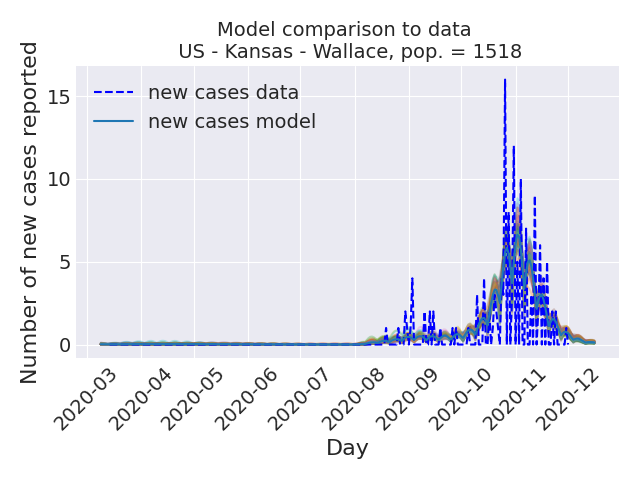 Model comparison to data
US - Kansas - Wallace, pop. = 1518
Number of new cases reported
new cases data
new cases model
15
10
5
0
2020-03
2020-04
2020-05
2020-06
2020-07
2020-08
2020-09
2020-10
2020-11
2020-12
Day